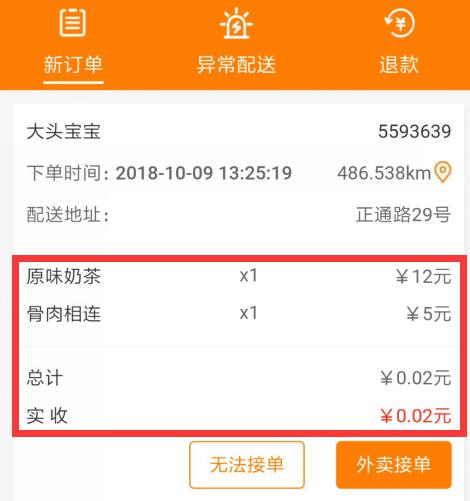 新订单 异常配送 退款
大头宝宝 5593639
下单时间：2018-10-09 13:25:19 486.538km
配送地址： 正通路29号
原味奶茶 x1 ￥12元
骨肉相连 x1 ￥5元
总计 ￥0.02元
实 收 ￥0.02元
无法接单 外卖接单